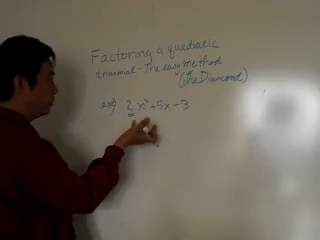 Factoring a quadratic
trinomial - The easy method
(The Diamond)
ex) 2x²+5x-3